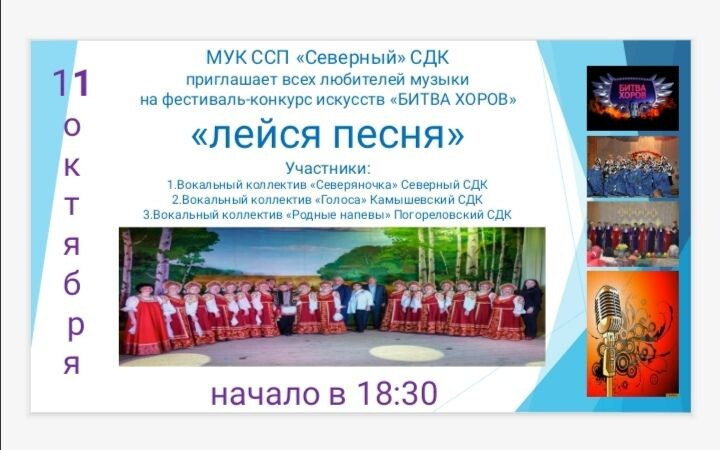 11
октября
МУК ССП «Северный» СДК
приглашает всех любителей музыки
на фестиваль-конкурс искусств «БИТВА ХОРОВ»
«лейся песня»
Участники:
1.Вокальный коллектив «Северяночка» Северный СДК
2.Вокальный коллектив «Голоса» Камышевский СДК
3.Вокальный коллектив «Родные напевы» Погореловский СДК
начало в 18:30
БИТВА
ХОРОВ